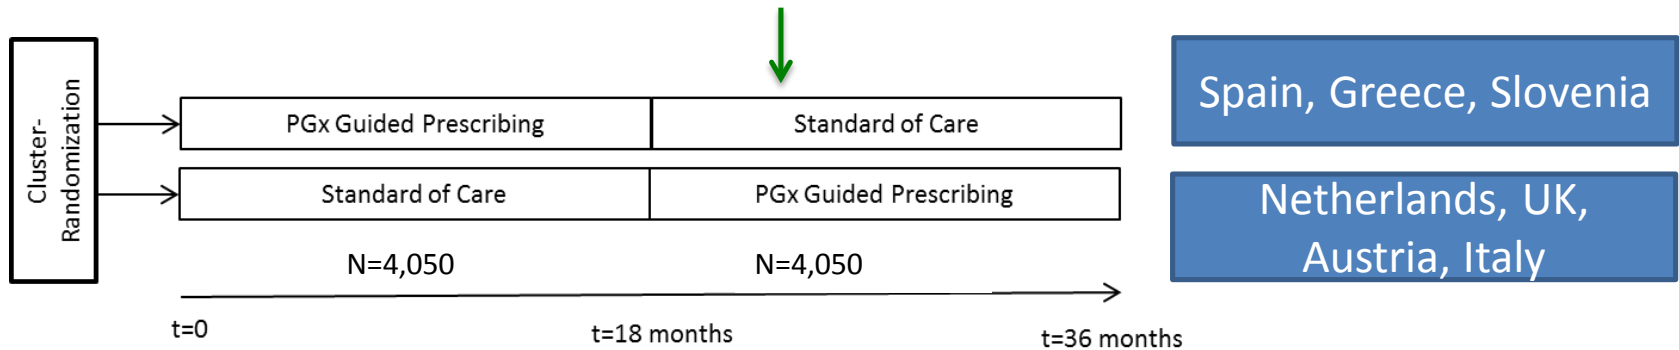 Cluster-
Randomization
PGx Guided Prescribing
Standard of Care
Spain, Greece, Slovenia
Standard of Care
PGx Guided Prescribing
Netherlands, UK,
Austria, Italy
N=4,050
N=4,050
t=0
t=18 months
t=36 months